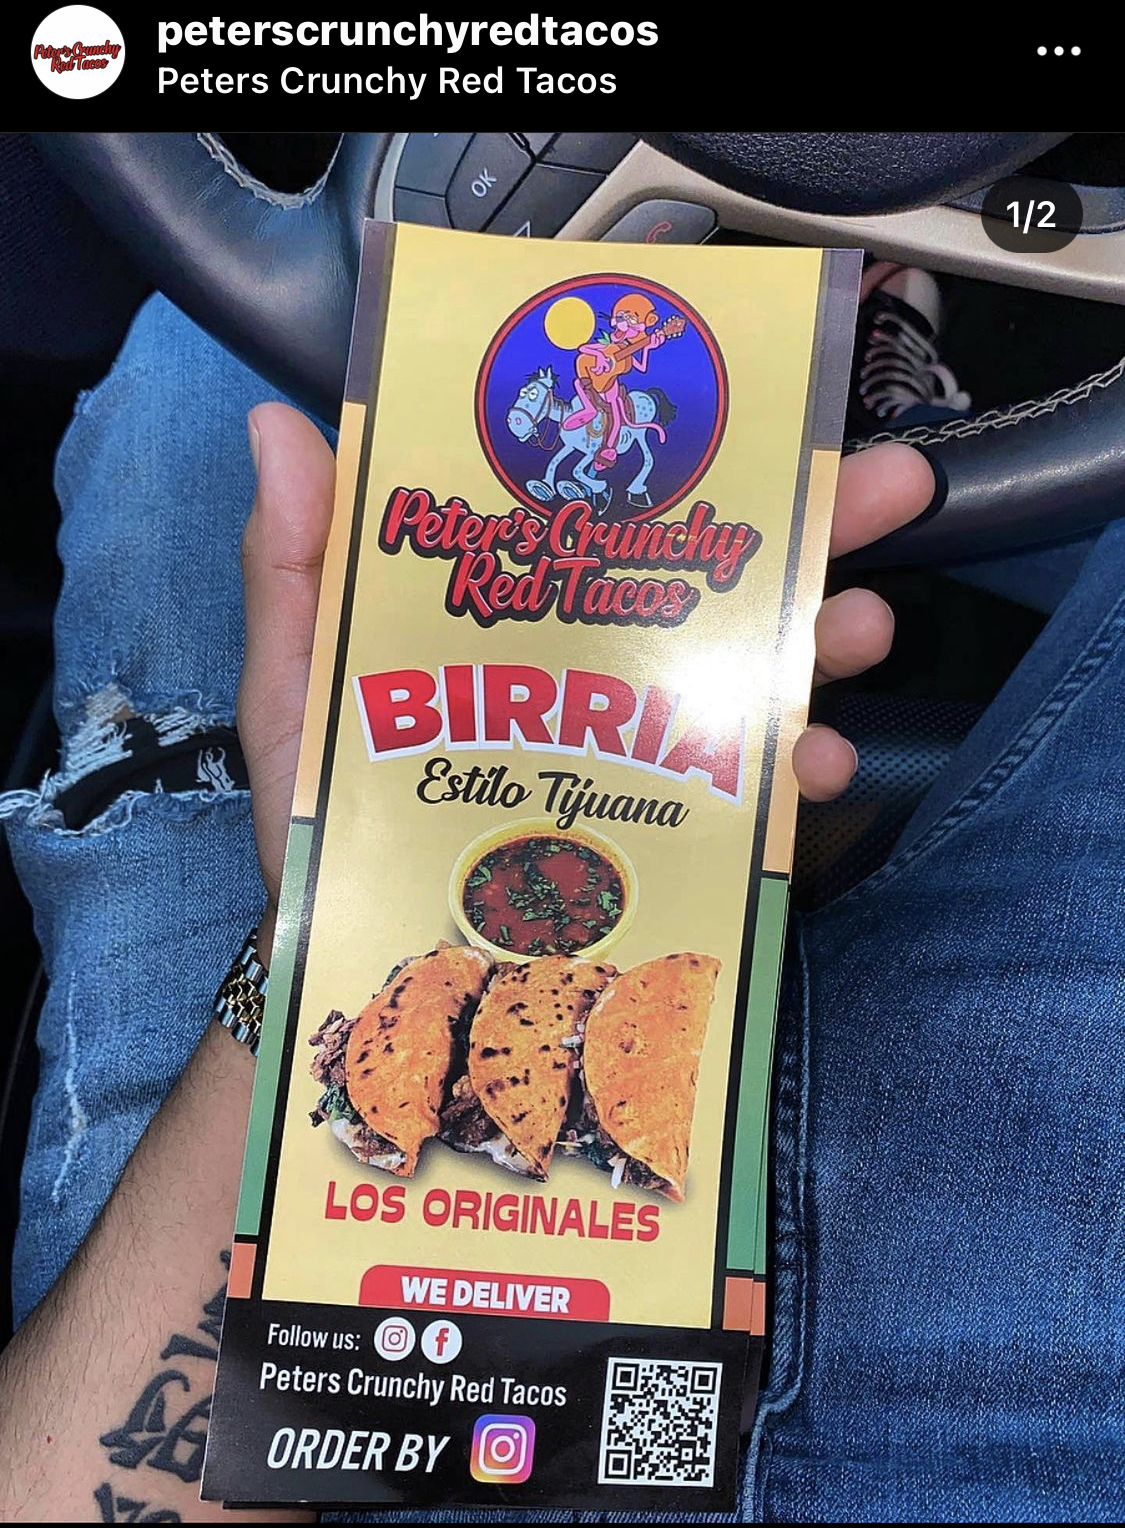 peterscrunchyredtacos
Peters Crunchy Red Tacos
1/2
OK
Peter's Crunchy
Red Tacos
Peter's Crunchy
Red Tacos
BIRRIA
Estilo Tijuana
LOS ORIGINALES
WE DELIVER
Follow us:
Peters Crunchy Red Tacos
ORDER BY